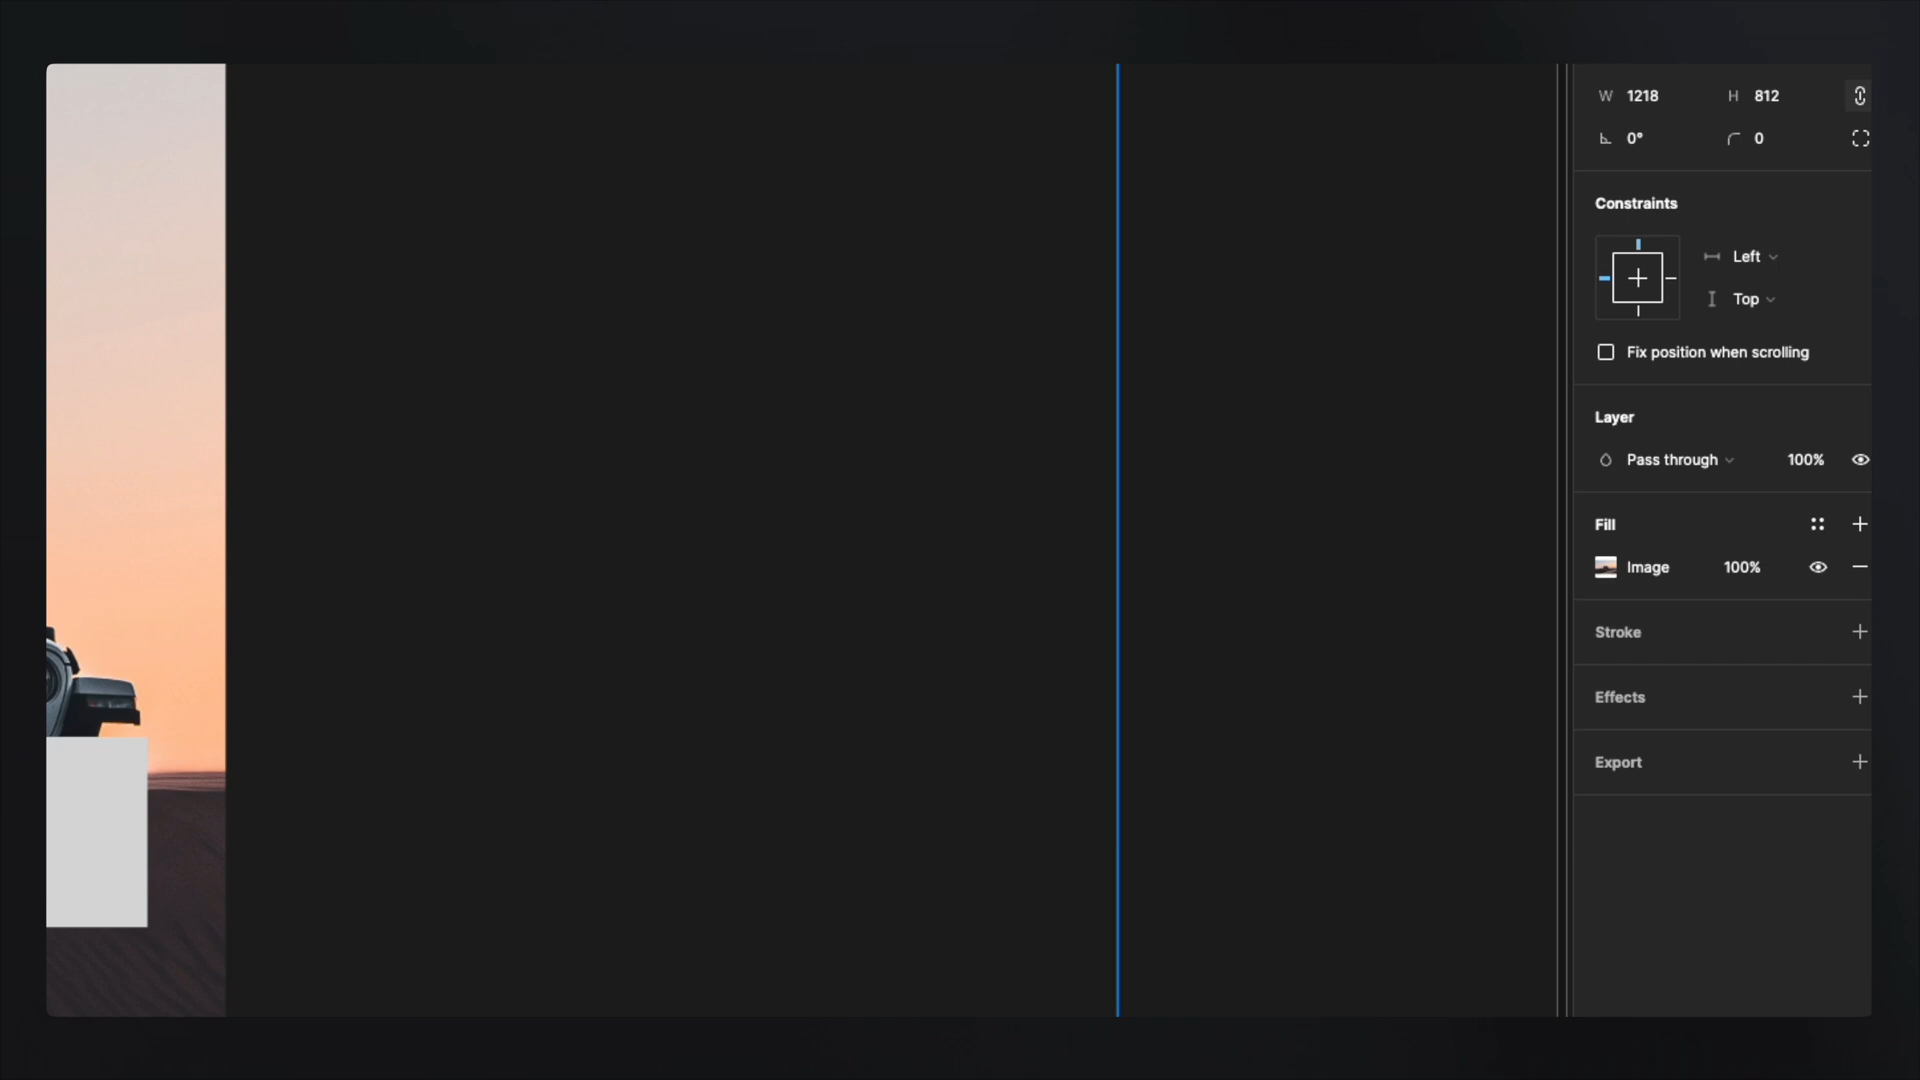 W 1218 H 812
0° 0
Constraints
Left
Top
Fix position when scrolling
Layer
Pass through 100%
Fill
Image 100%
Stroke
Effects
Export